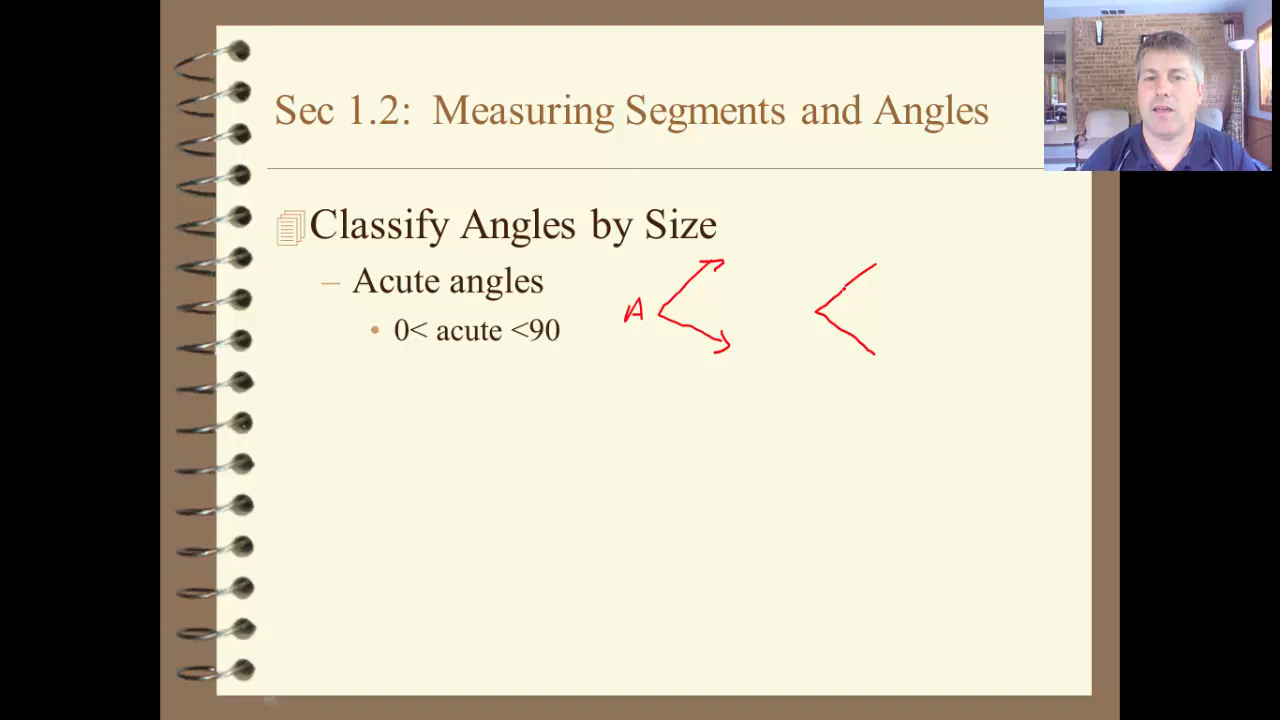 Sec 1.2: Measuring Segments and Angles
Classify Angles by Size
– Acute angles
• 0< acute <90
A